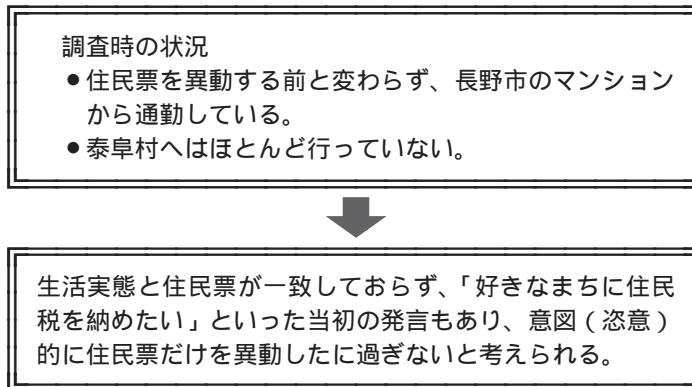 調査時の状況
●住民票を異動する前と変わらず、長野市のマンション
から通勤している。
●泰阜村へはほとんど行っていない。
生活実態と住民票が一致しておらず、「好きなまちに住民
税を納めたい」といった当初の発言もあり、意図(恣意)
的に住民票だけを異動したに過ぎないと考えられる。